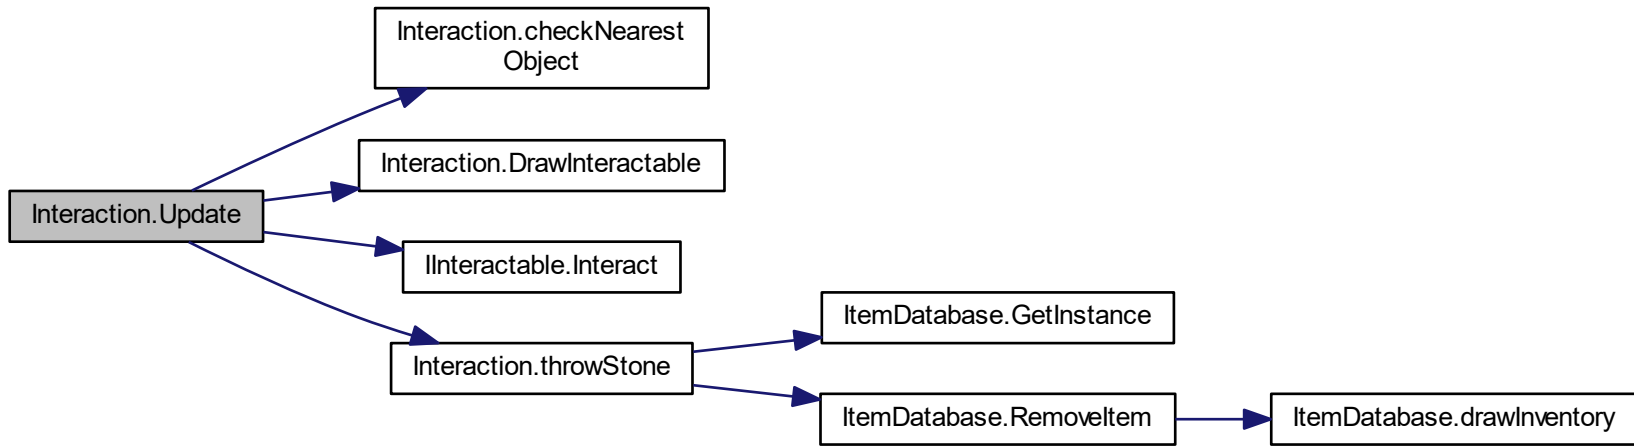 Interaction.checkNearest
Object
Interaction.DrawInteractable
Interaction.Update
IInteractable.Interact
ItemDatabase.GetInstance
Interaction.throwStone
ItemDatabase.RemoveItem
ItemDatabase.drawInventory